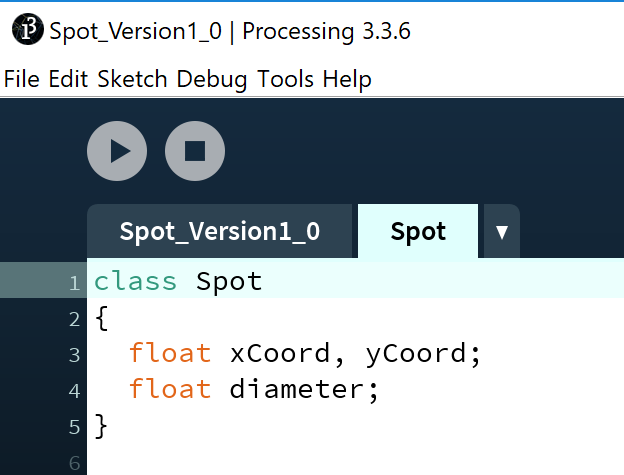 Spot_Version1_0 | Processing 3.3.6
File Edit Sketch Debug Tools Help
Spot_Version1_0 Spot ▼
1 class Spot
2 {
3   float xCoord, yCoord;
4   float diameter;
5 }
6